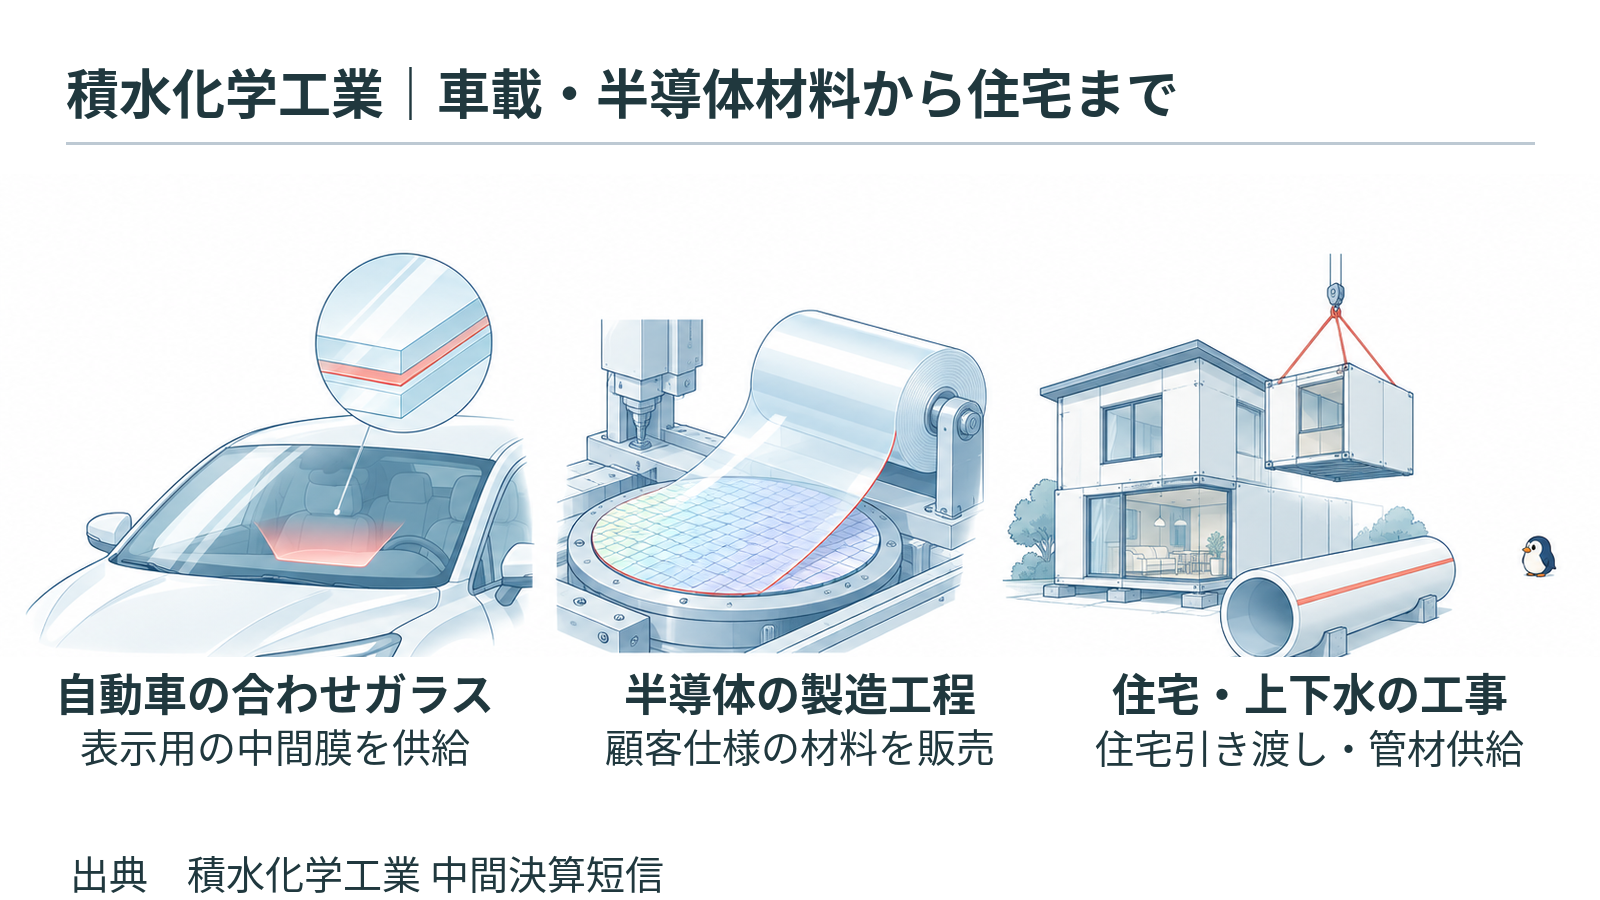 積水化学工業｜車載・半導体材料から住宅まで
自動車の合わせガラス
表示用の中間膜を供給
半導体の製造工程
顧客仕様の材料を販売
住宅・上下水の工事
住宅引き渡し・管材供給
出典　積水化学工業 中間決算短信